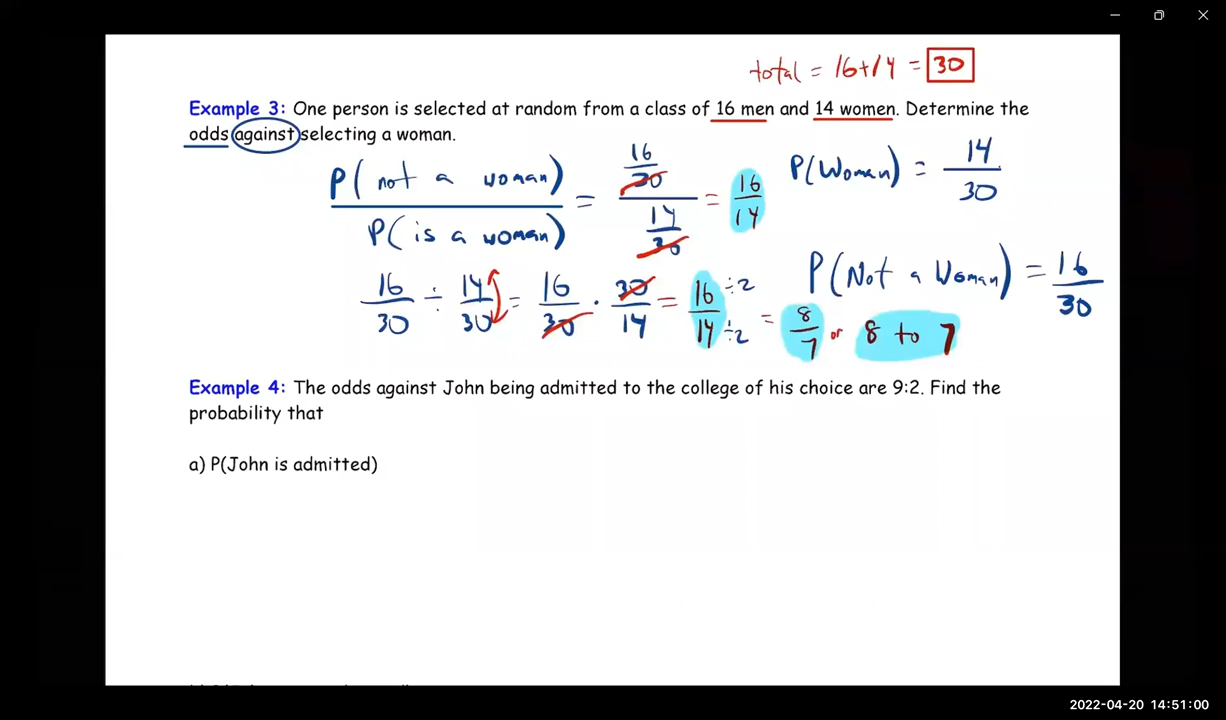 total = 16+14 = 30
Example 3: One person is selected at random from a class of 16 men and 14 women. Determine the
odds against selecting a woman.
P( not a woman) / P( is a woman) = 16/30 / 14/30 = 16/14
P(Woman) = 14/30
16/30 ÷ 14/30 = 16/30 · 30/14 = 16/14 ÷2/÷2 = 8/7 or 8 to 7
P(Not a Woman) = 16/30
Example 4: The odds against John being admitted to the college of his choice are 9:2. Find the
probability that
a) P(John is admitted)
2022-04-20 14:51:00